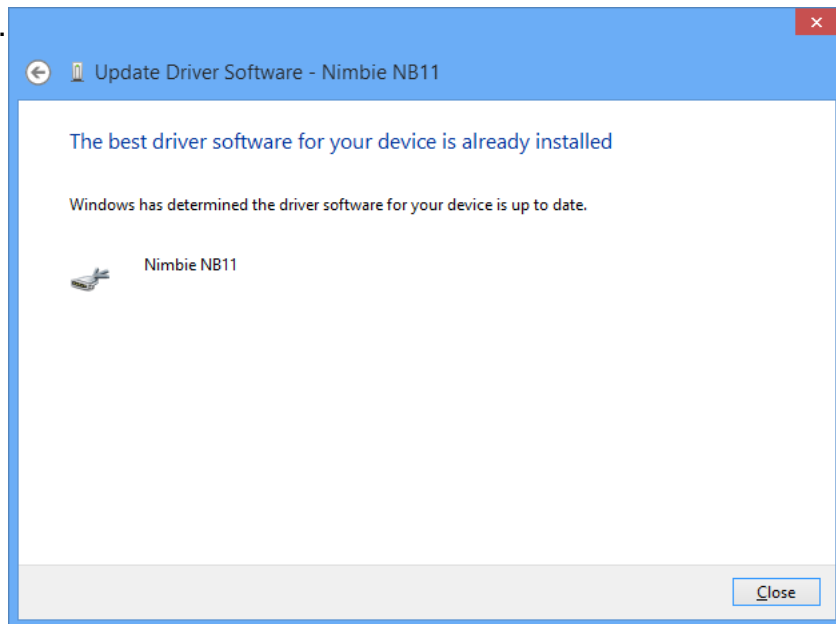 .
Update Driver Software - Nimbie NB11
The best driver software for your device is already installed
Windows has determined the driver software for your device is up to date.
Nimbie NB11
Close